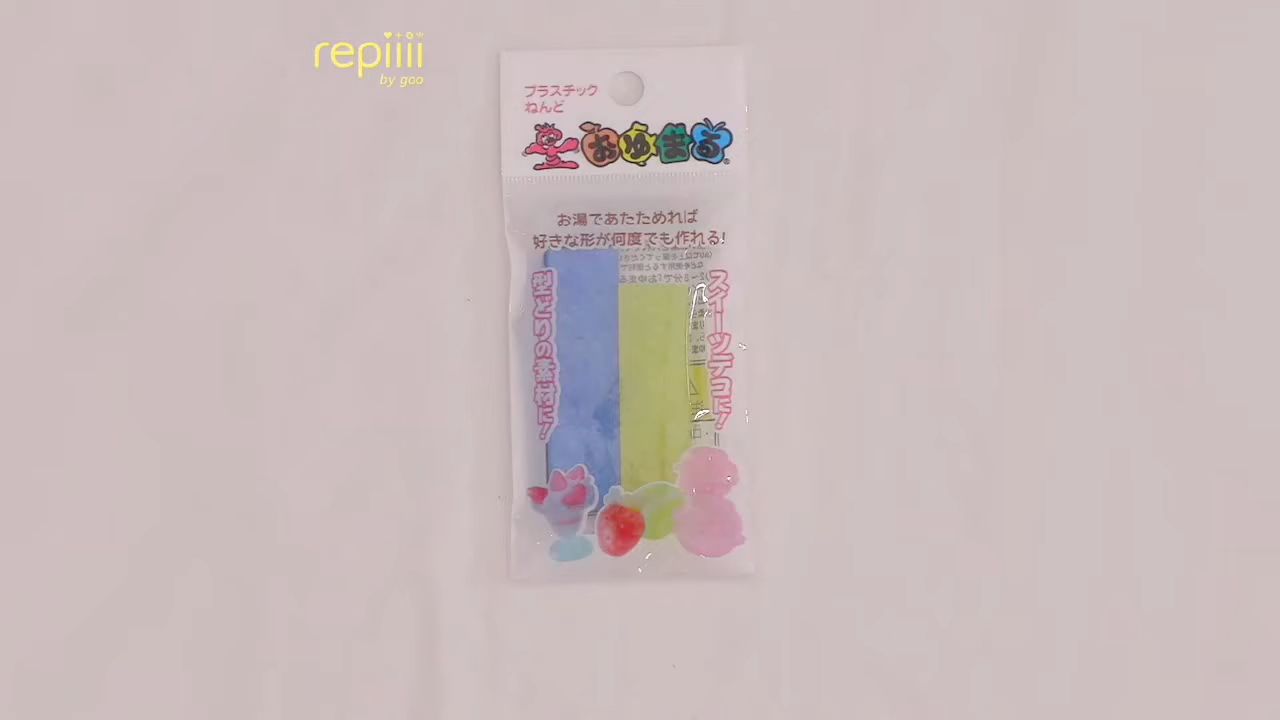 repiiii
by goo
プラスチック
ねんど
おゆまる
お湯であたためれば
好きな形が何度でも作れる!
型どりの素材に!
スイーツデコに!